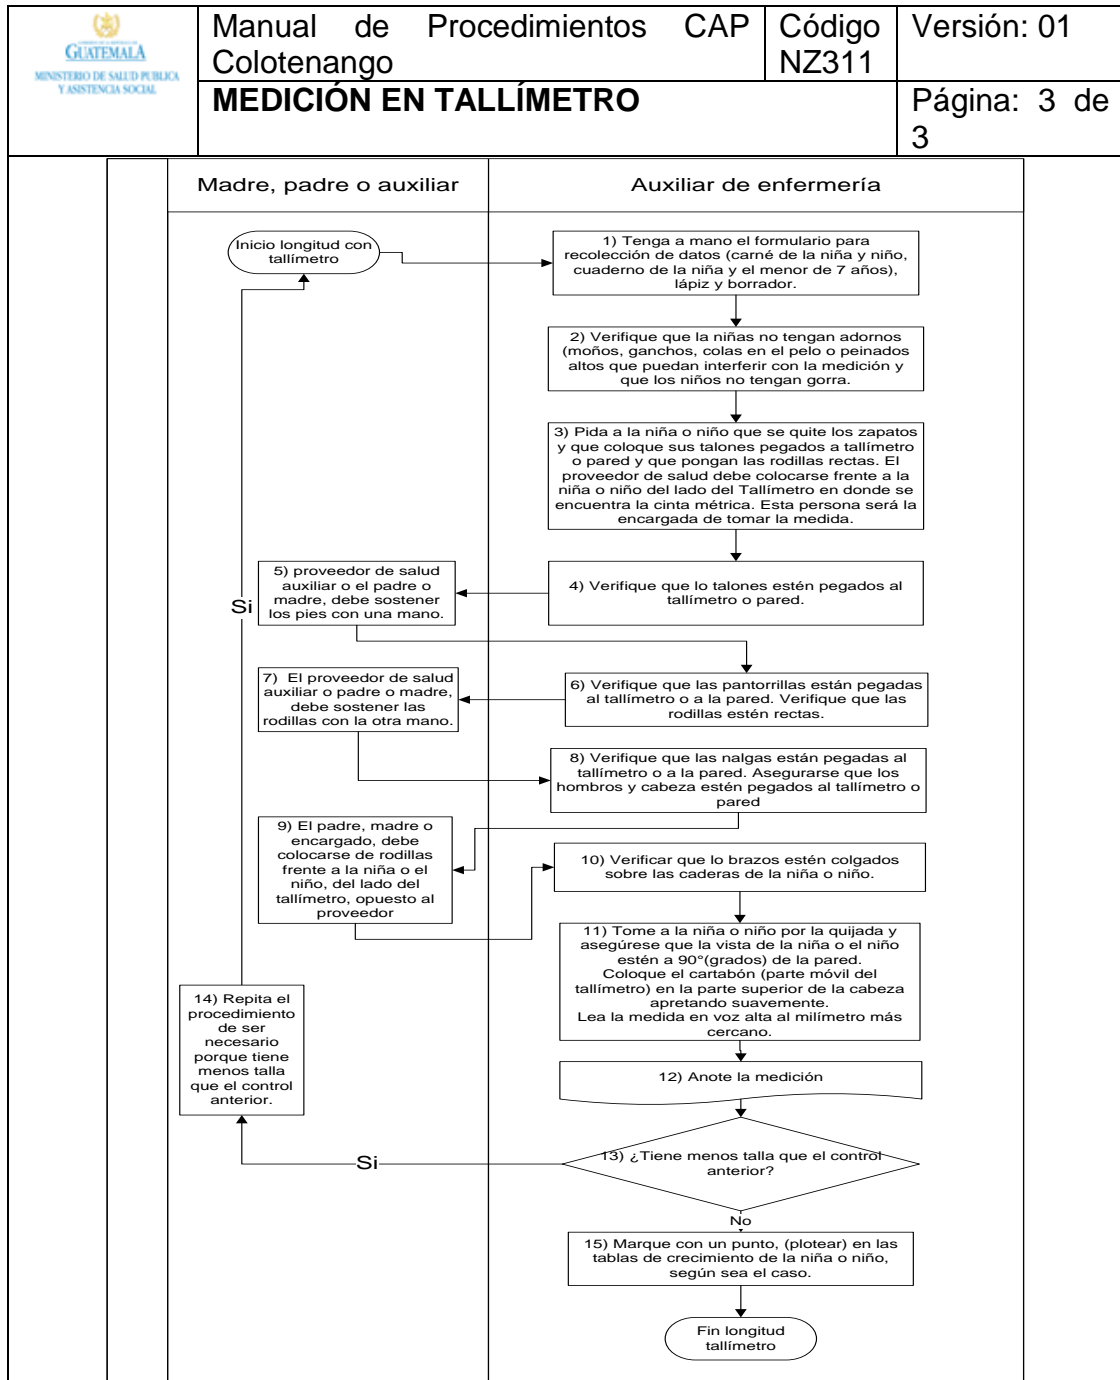 GOBIERNO DE LA REPÚBLICA DE
GUATEMALA
MINISTERIO DE SALUD PUBLICA
Y ASISTENCIA SOCIAL
Manual de Procedimientos CAP
Colotenango
Código
NZ311
Versión: 01
MEDICIÓN EN TALLÍMETRO
Página: 3 de
3
Madre, padre o auxiliar
Auxiliar de enfermería
Inicio longitud con
tallímetro
1) Tenga a mano el formulario para
recolección de datos (carné de la niña y niño,
cuaderno de la niña y el menor de 7 años),
lápiz y borrador.
2) Verifique que la niñas no tengan adornos
(moños, ganchos, colas en el pelo o peinados
altos que puedan interferir con la medición y
que los niños no tengan gorra.
3) Pida a la niña o niño que se quite los zapatos
y que coloque sus talones pegados a tallímetro
o pared y que pongan las rodillas rectas. El
proveedor de salud debe colocarse frente a la
niña o niño del lado del Tallímetro en donde se
encuentra la cinta métrica. Esta persona será la
encargada de tomar la medida.
4) Verifique que lo talones estén pegados al
tallímetro o pared.
5) proveedor de salud
auxiliar o el padre o
madre, debe sostener
los pies con una mano.
Si
6) Verifique que las pantorrillas están pegadas
al tallímetro o a la pared. Verifique que las
rodillas estén rectas.
7) El proveedor de salud
auxiliar o padre o madre,
debe sostener las
rodillas con la otra mano.
8) Verifique que las nalgas están pegadas al
tallímetro o a la pared. Asegurarse que los
hombros y cabeza estén pegados al tallímetro o
pared
9) El padre, madre o
encargado, debe
colocarse de rodillas
frente a la niña o el
niño, del lado del
tallímetro, opuesto al
proveedor
10) Verificar que lo brazos estén colgados
sobre las caderas de la niña o niño.
11) Tome a la niña o niño por la quijada y
asegúrese que la vista de la niña o el niño
estén a 90°(grados) de la pared.
Coloque el cartabón (parte móvil del
tallímetro) en la parte superior de la cabeza
apretando suavemente.
Lea la medida en voz alta al milímetro más
cercano.
12) Anote la medición
13) ¿Tiene menos talla que el control
anterior?
Si
14) Repita el
procedimiento
de ser
necesario
porque tiene
menos talla
que el control
anterior.
No
15) Marque con un punto, (plotear) en las
tablas de crecimiento de la niña o niño,
según sea el caso.
Fin longitud
tallímetro